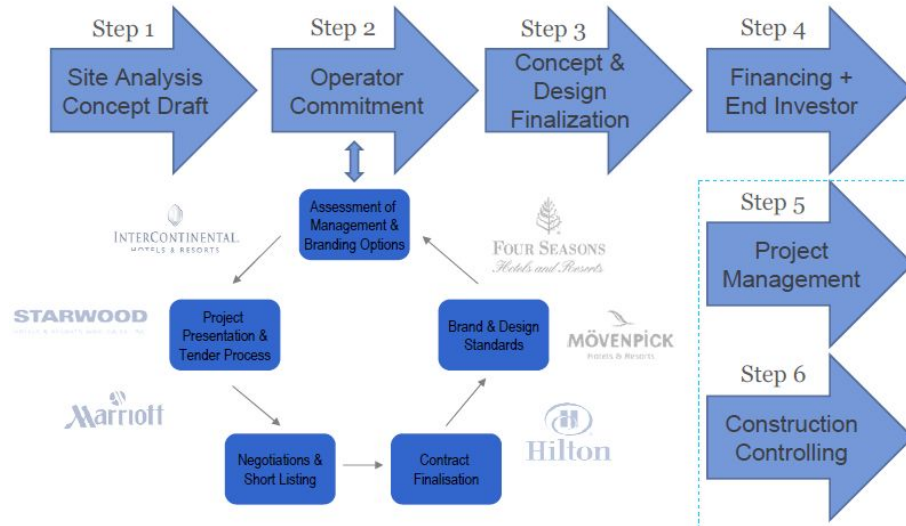 Step 1
Site Analysis
Concept Draft
Step 2
Operator
Commitment
Step 3
Concept &
Design
Finalization
Step 4
Financing +
End Investor
Assessment of
Management &
Branding Options
Project
Presentation &
Tender Process
Negotiations &
Short Listing
Contract
Finalisation
Brand & Design
Standards
INTERCONTINENTAL
HOTELS & RESORTS
STARWOOD
Marriott
FOUR SEASONS
Hotels and Resorts
MÖVENPICK
Hotels & Resorts
Hilton
Step 5
Project
Management
Step 6
Construction
Controlling